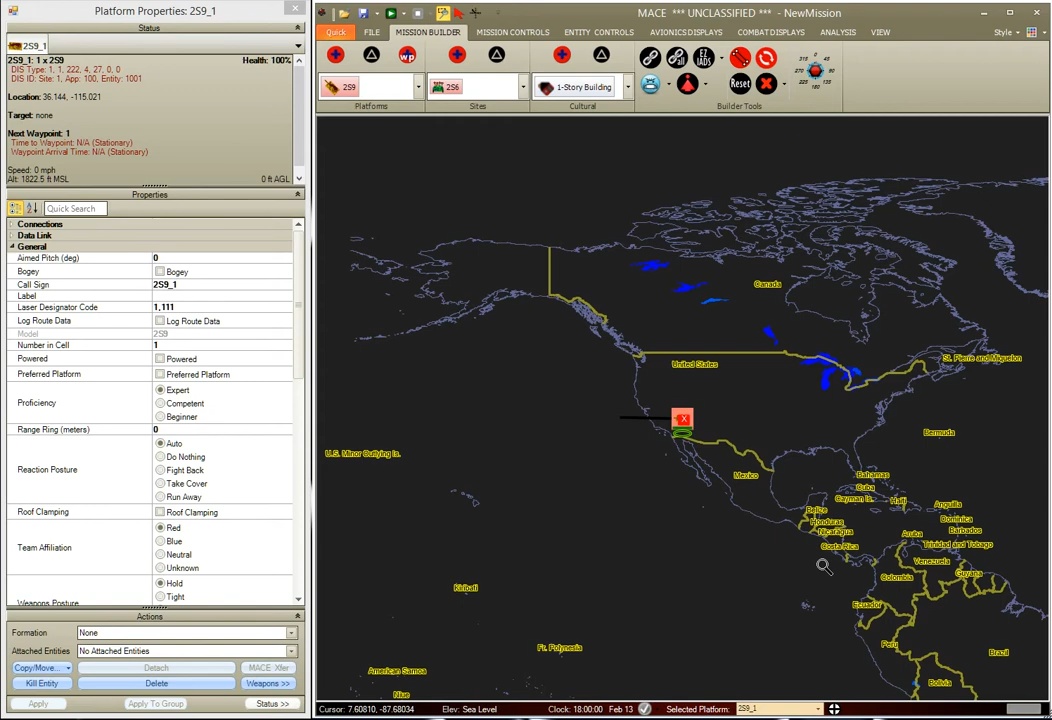 Platform Properties: 2S9_1
Status
2S9_1
2S9_1: 1 x 2S9 Health: 100%
DIS Type: 1, 1, 222, 4, 27, 0, 0
DIS ID: Site: 1, App: 100, Entity: 1001
Location: 36.144, -115.021
Target: none
Next Waypoint: 1
Time to Waypoint: N/A (Stationary)
Waypoint Arrival Time: N/A (Stationary)
Speed: 0 mph
Alt: 1822.5 ft MSL 0 ft AGL
Properties
Quick Search
Connections
Data Link
General
Aimed Pitch (deg) 0
Bogey Bogey
Call Sign 2S9_1
Label
Laser Designator Code 1,111
Log Route Data Log Route Data
Model 2S9
Number in Cell 1
Powered Powered
Preferred Platform Preferred Platform
Proficiency Expert
Competent
Beginner
Range Ring (meters) 0
Reaction Posture Auto
Do Nothing
Fight Back
Take Cover
Run Away
Roof Clamping Roof Clamping
Team Affiliation Red
Blue
Neutral
Unknown
Weapons Posture Hold
Tight
Actions
Formation None
Attached Entities No Attached Entities
Copy/Move... Detach MACE Xfer
Kill Entity Delete Weapons >>
Apply Apply To Group Status >>
MACE *** UNCLASSIFIED *** - NewMission
Quick FILE MISSION BUILDER MISSION CONTROLS ENTITY CONTROLS AVIONICS DISPLAYS COMBAT DISPLAYS ANALYSIS VIEW Style
wp
all
EZ IADS
0
315 45
270 90
225 135
180
2S9 2S6 1-Story Building Reset
Platforms Sites Cultural Builder Tools
Canada
St. Pierre and Miquelon
United States
X
Bermuda
U.S. Minor Outlying Is.
Mexico
Bahamas
Cuba
Cayman Is.
Haiti
Anguilla
Belize
Dominica
Honduras
Nicaragua
Barbados
Aruba
Costa Rica
Trinidad and Tobago
Venezuela
Guyana
Colombia
Kiribati
Ecuador
Peru
Fr. Polynesia
Brazil
American Samoa
Bolivia
Niue
Cursor: 7.60810, -87.68034 Elev: Sea Level Clock: 18:00:00 Feb 13 Selected Platform: 2S9_1